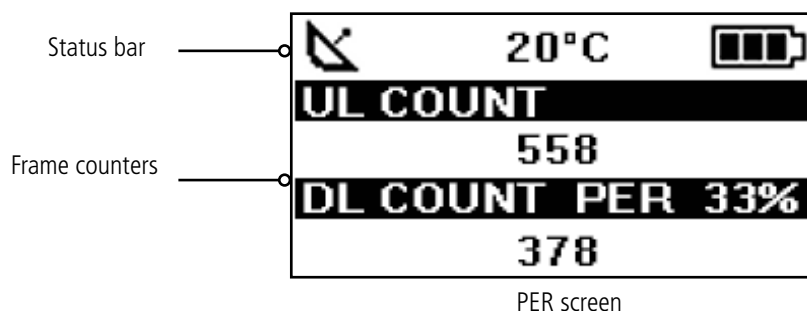 Status bar
20°C
UL COUNT
558
Frame counters
DL COUNT PER 33%
378
PER screen